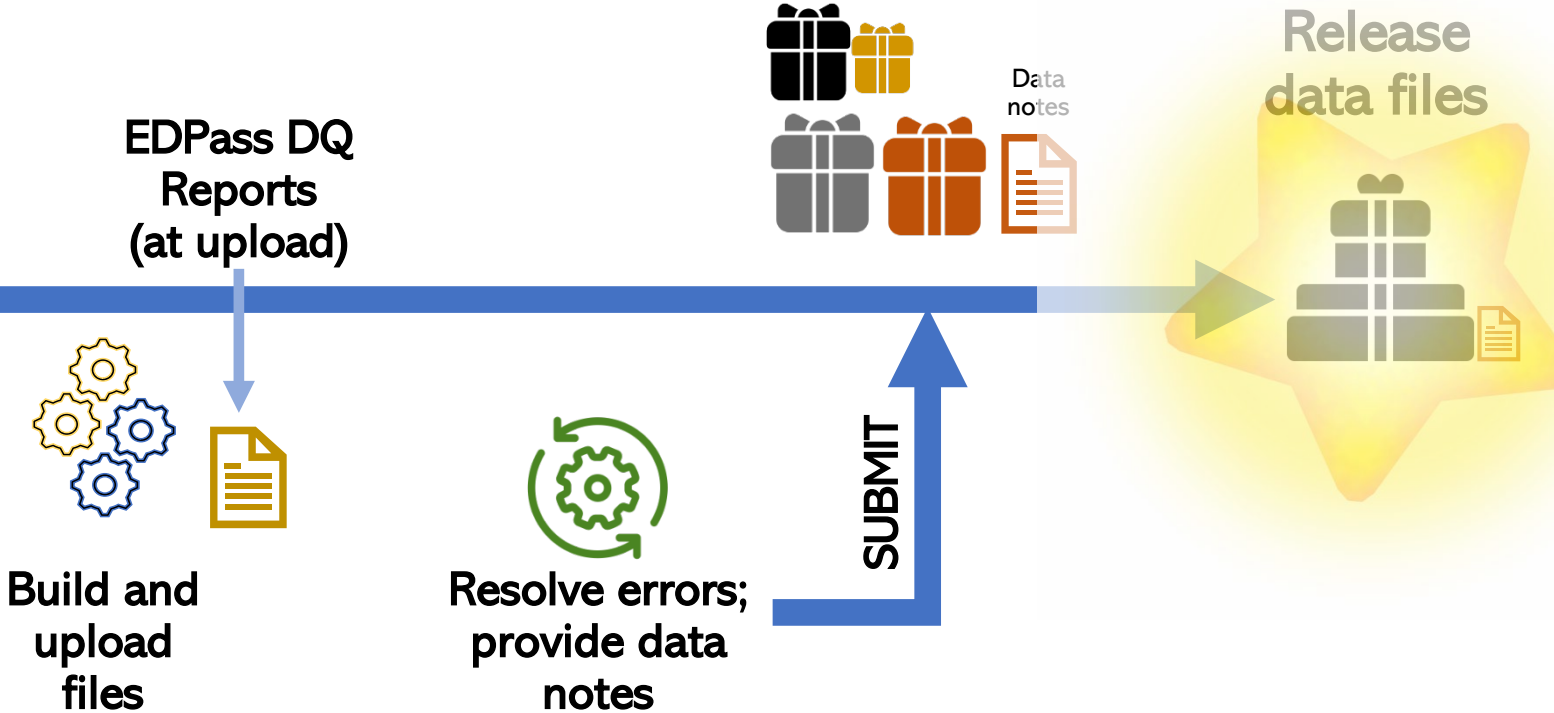 Release
data files
Data
notes
EDPass DQ
Reports
(at upload)
SUBMIT
Build and
upload
files
Resolve errors;
provide data
notes